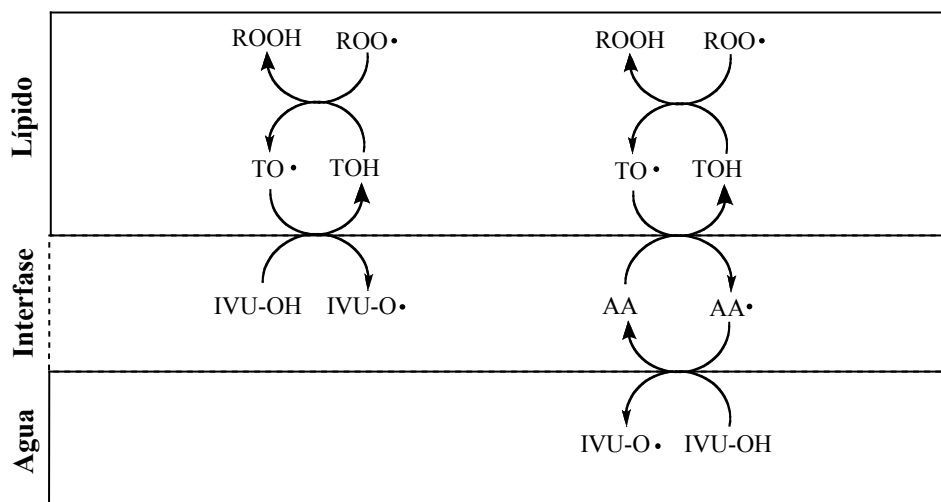 Lípido
ROOH ROO• ROOH ROO•
TO• TOH TO• TOH
Interfase
IVU-OH IVU-O• AA AA•
Agua
IVU-O• IVU-OH